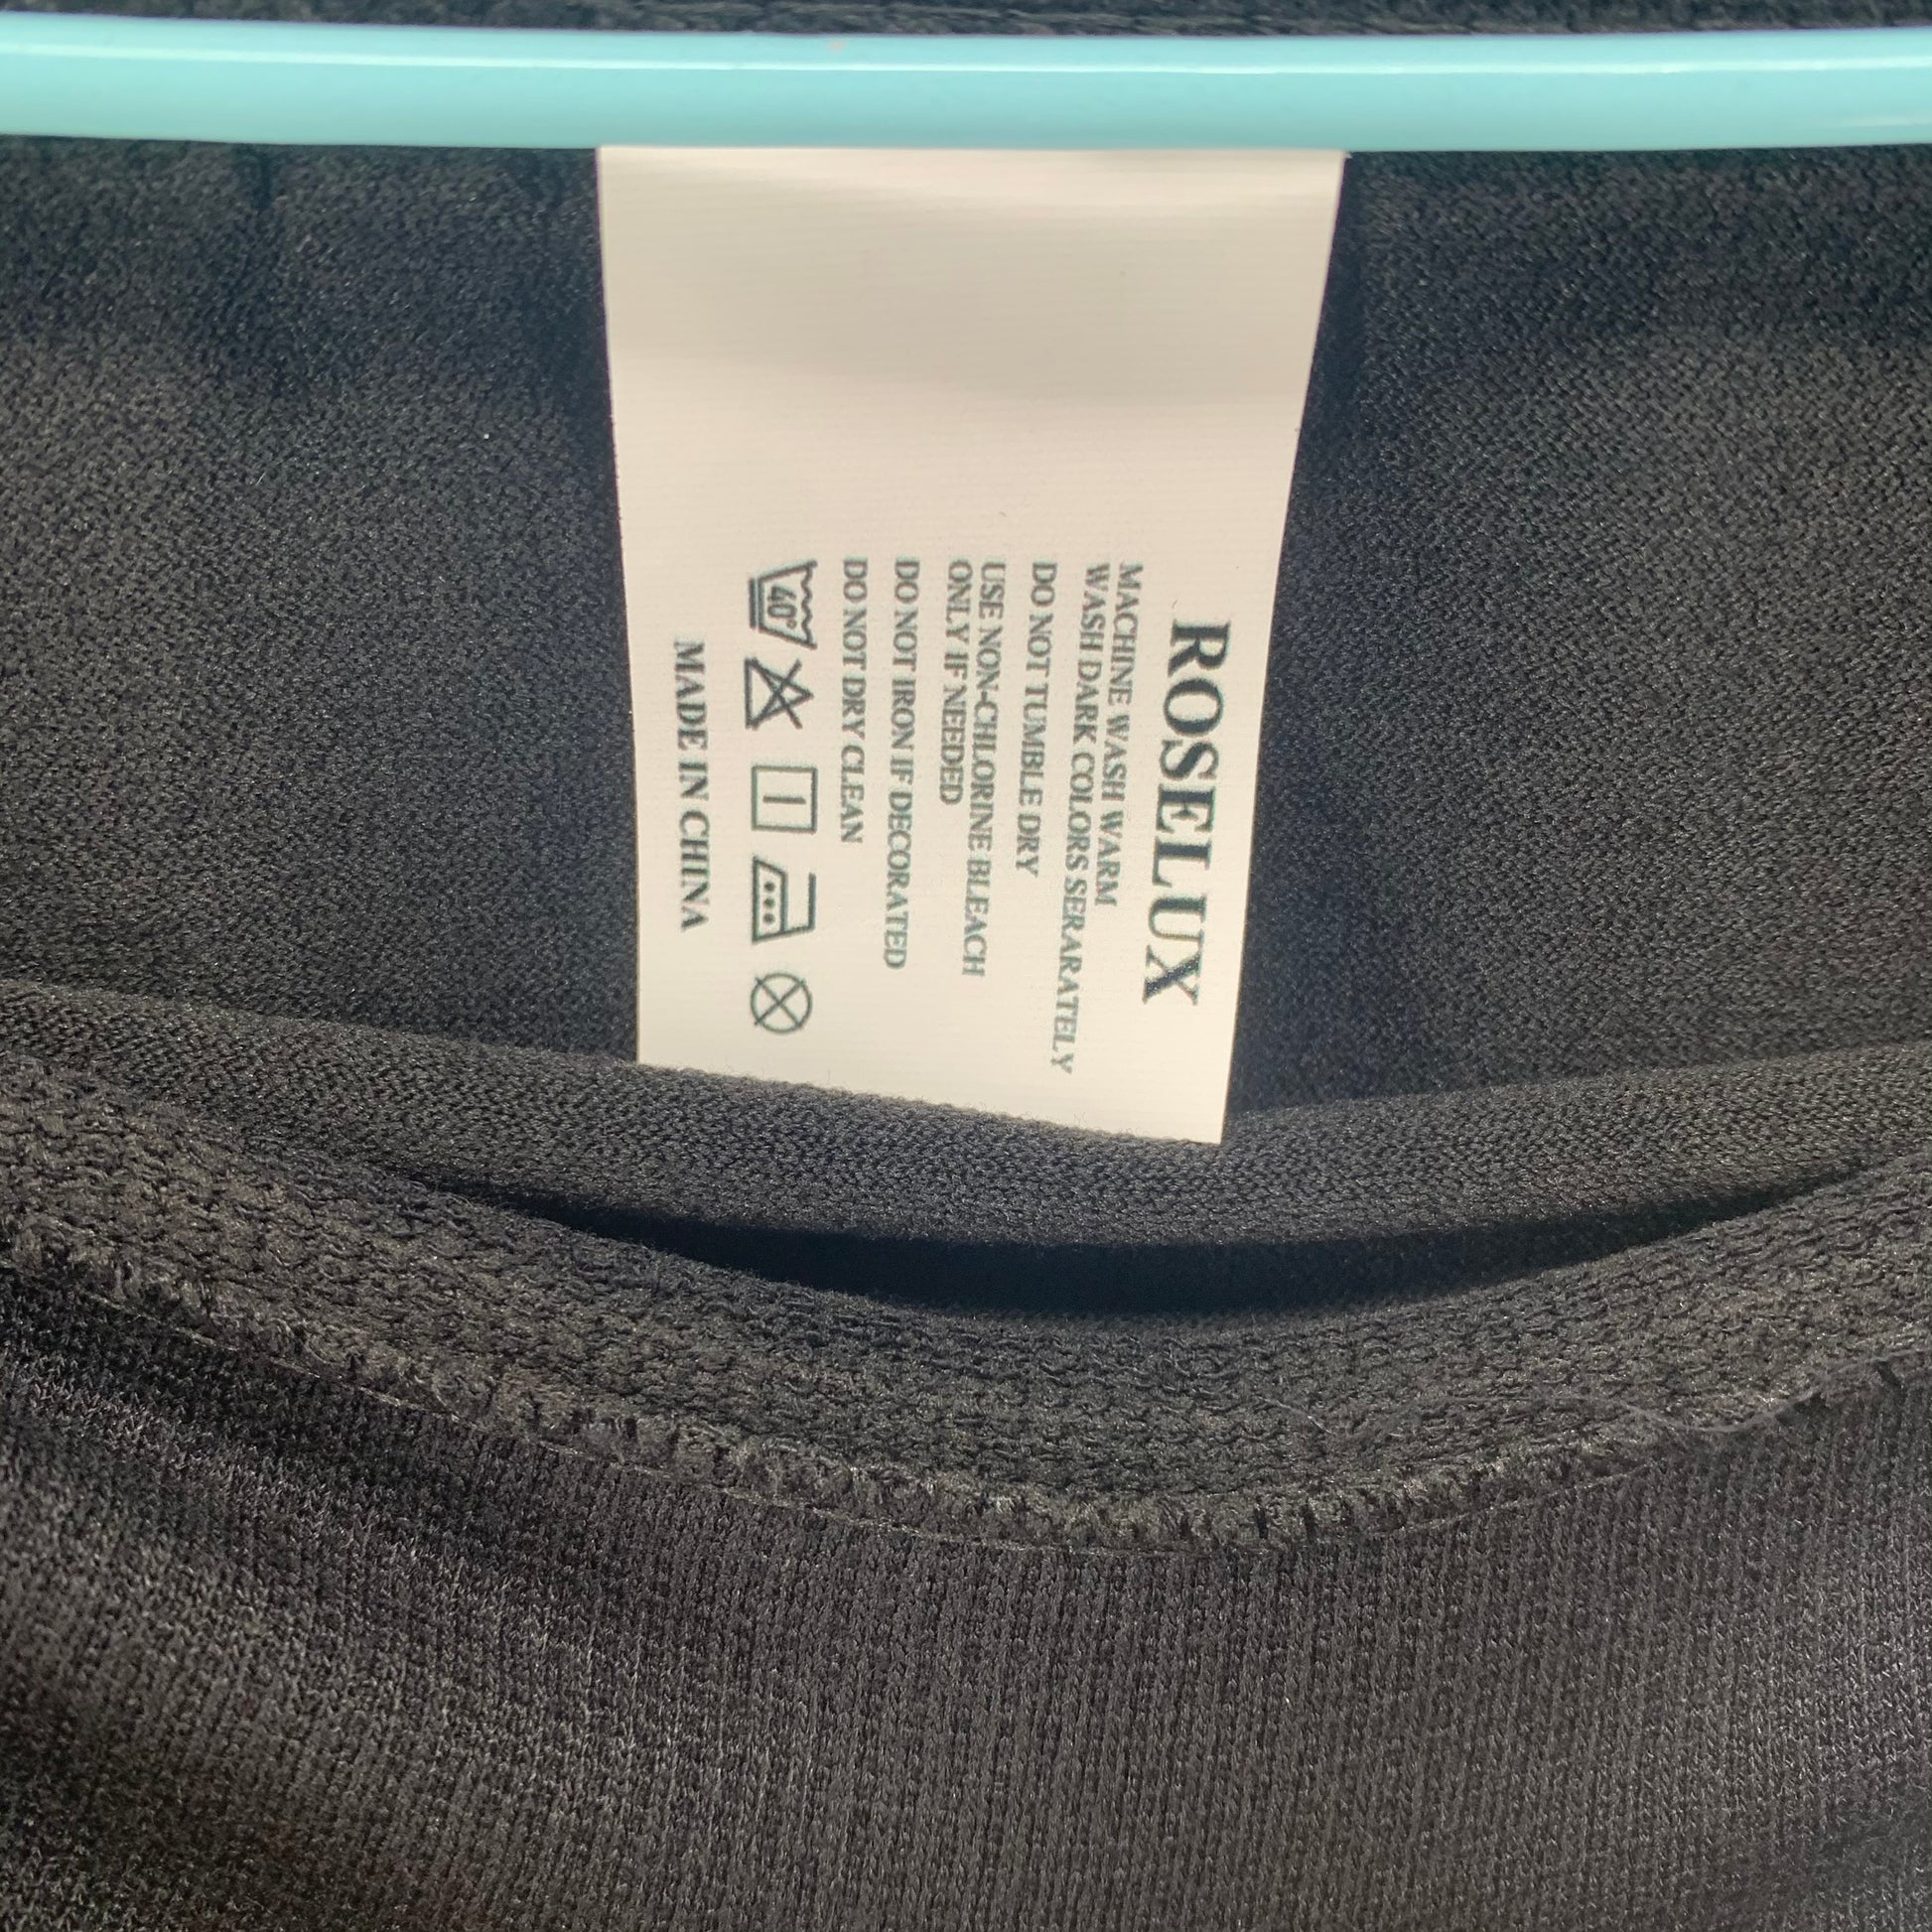 ROSELUX
MACHINE WASH WARM
WASH DARK COLORS SERARATELY
DO NOT TUMBLE DRY
USE NON-CHLORINE BLEACH
ONLY IF NEEDED
DO NOT IRON IF DECORATED
DO NOT DRY CLEAN
40°
MADE IN CHINA